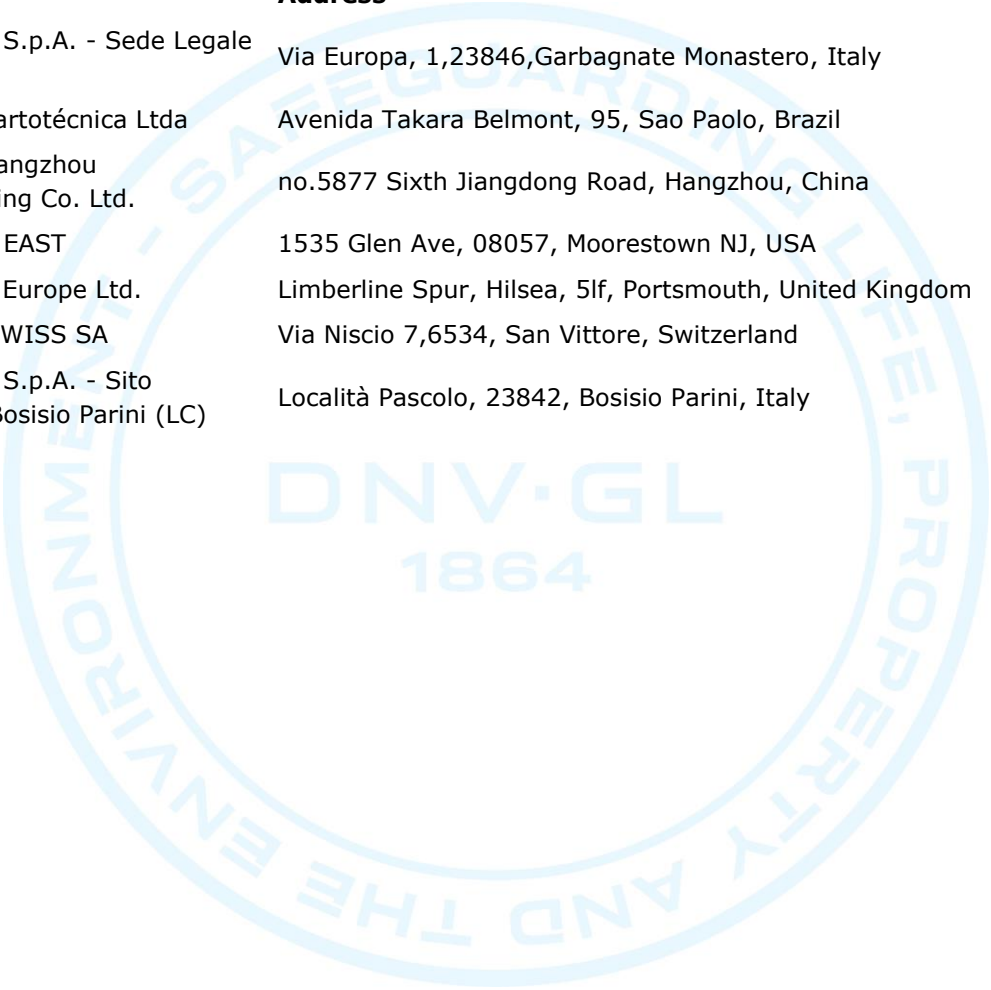 Address
S.p.A. - Sede Legale
Via Europa, 1,23846,Garbagnate Monastero, Italy
artotécnica Ltda
Avenida Takara Belmont, 95, Sao Paolo, Brazil
angzhou
ing Co. Ltd.
no.5877 Sixth Jiangdong Road, Hangzhou, China
EAST
1535 Glen Ave, 08057, Moorestown NJ, USA
Europe Ltd.
Limberline Spur, Hilsea, 5lf, Portsmouth, United Kingdom
WISS SA
Via Niscio 7,6534, San Vittore, Switzerland
S.p.A. - Sito
Bosisio Parini (LC)
Località Pascolo, 23842, Bosisio Parini, Italy
SAFEGUARDING LIFE, PROPERTY AND THE ENVIRONMENT -
DNV·GL
1864